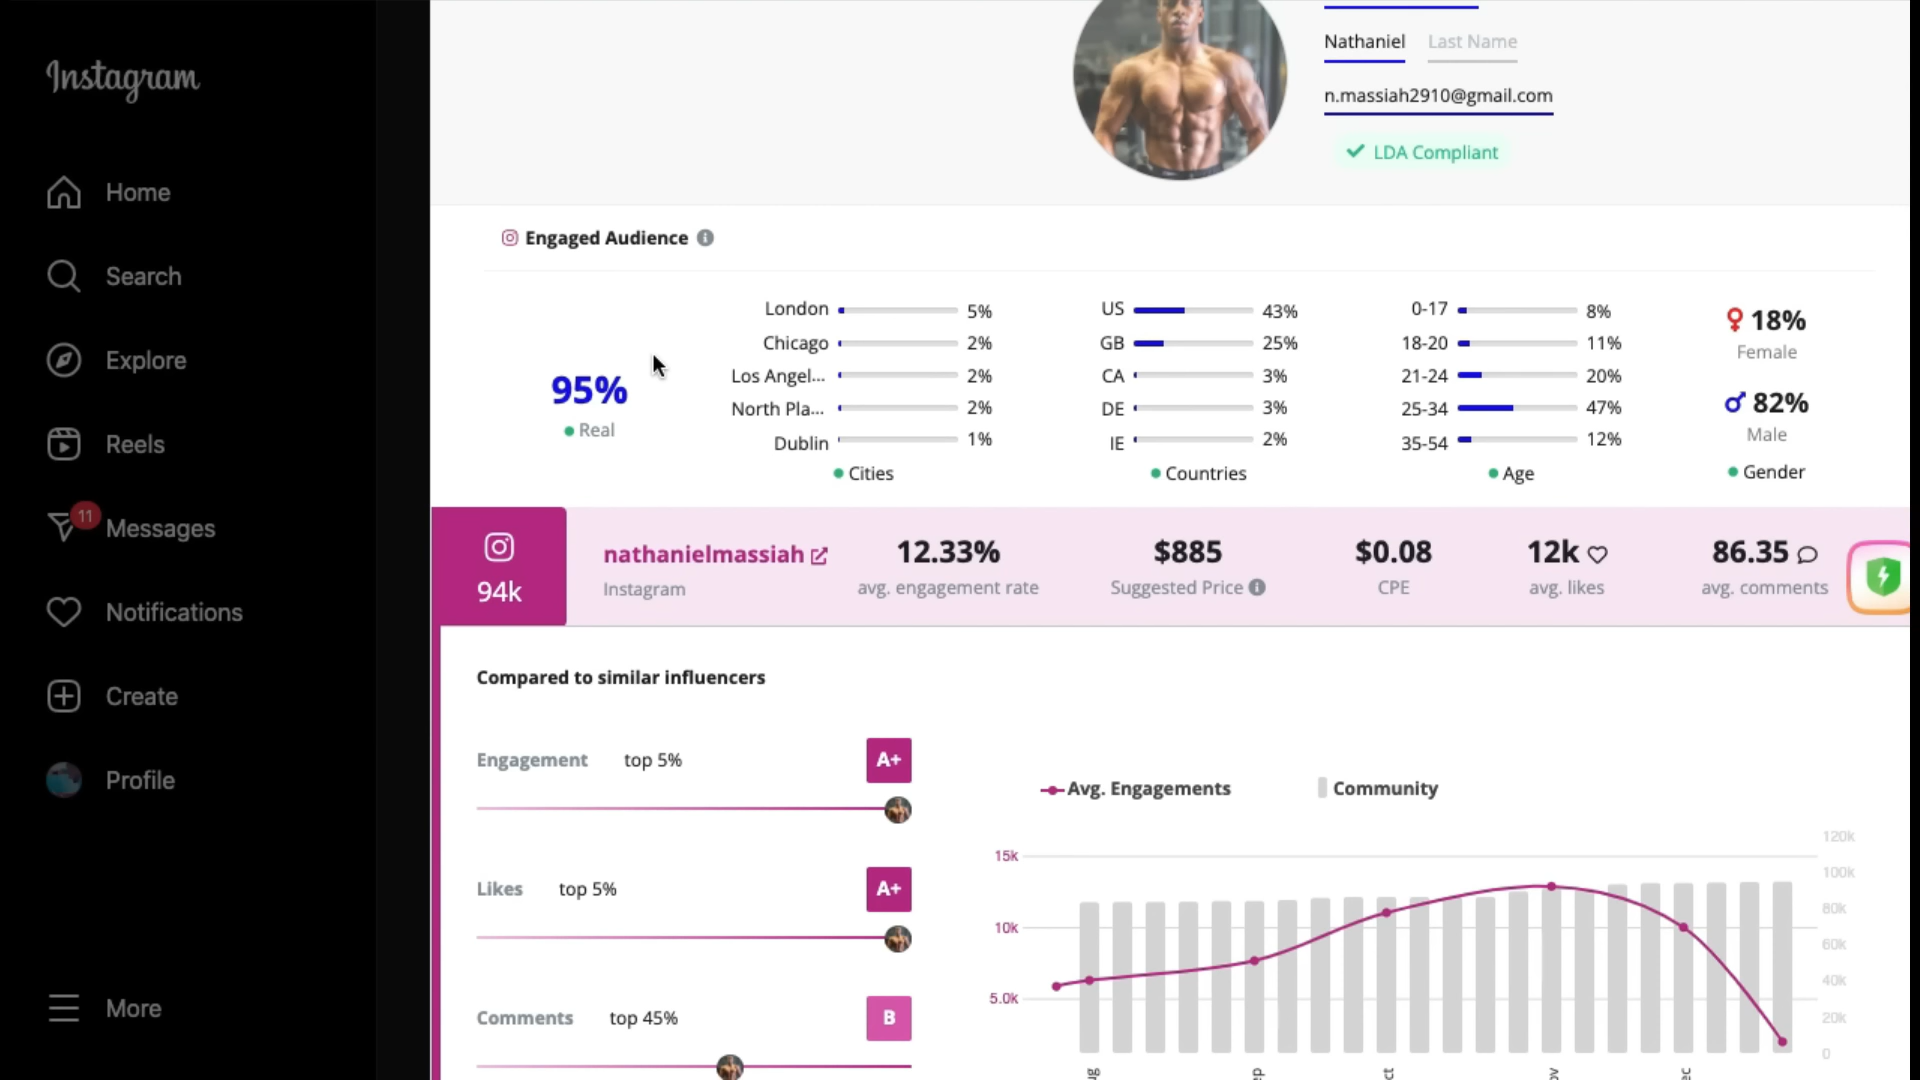 Instagram
Home
Search
Explore
Reels
11
Messages
Notifications
Create
Profile
More
Nathaniel Last Name
n.massiah2910@gmail.com
LDA Compliant
Engaged Audience
95%
Real
London 5%
Chicago 2%
Los Angel... 2%
North Pla... 2%
Dublin 1%
Cities
US 43%
GB 25%
CA 3%
DE 3%
IE 2%
Countries
0-17 8%
18-20 11%
21-24 20%
25-34 47%
35-54 12%
Age
18%
Female
82%
Male
Gender
94k
nathanielmassiah
Instagram
12.33%
avg. engagement rate
$885
Suggested Price
$0.08
CPE
12k
avg. likes
86.35
avg. comments
Compared to similar influencers
Engagement top 5% A+
Likes top 5% A+
Comments top 45% B
Avg. Engagements Community
15k
10k
5.0k
120k
100k
80k
60k
40k
20k
0